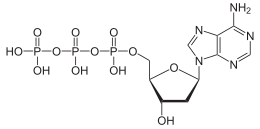 NH₂
O O O N N
HO P O P O P O O N N
OH OH OH
OH